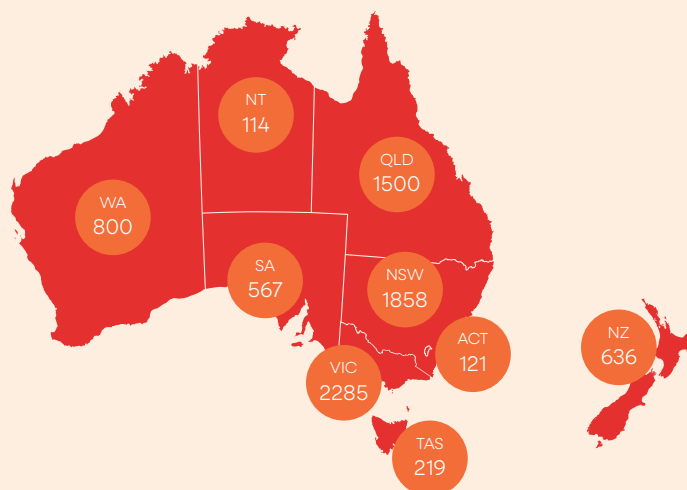 NT
114
QLD
1500
WA
800
SA
567
NSW
1858
NZ
636
ACT
121
VIC
2285
TAS
219